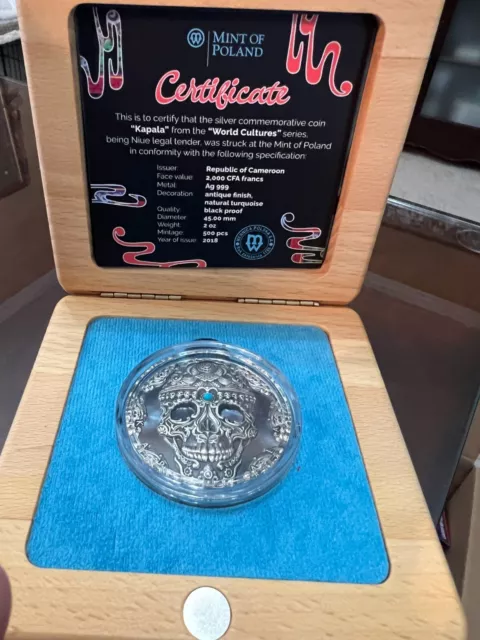 MINT OF
POLAND
Certificate
This is to certify that the silver commemorative coin
"Kapala" from the "World Cultures" series,
being Niue legal tender, was struck at the Mint of Poland
in conformity with the following specification:
Issuer: Republic of Cameroon
Face value: 2,000 CFA francs
Metal: Ag 999
Decoration: antique finish,
natural turquoise
Quality: black proof
Diameter: 45.00 mm
Weight: 2 oz
Mintage: 500 pcs
Year of issue: 2018